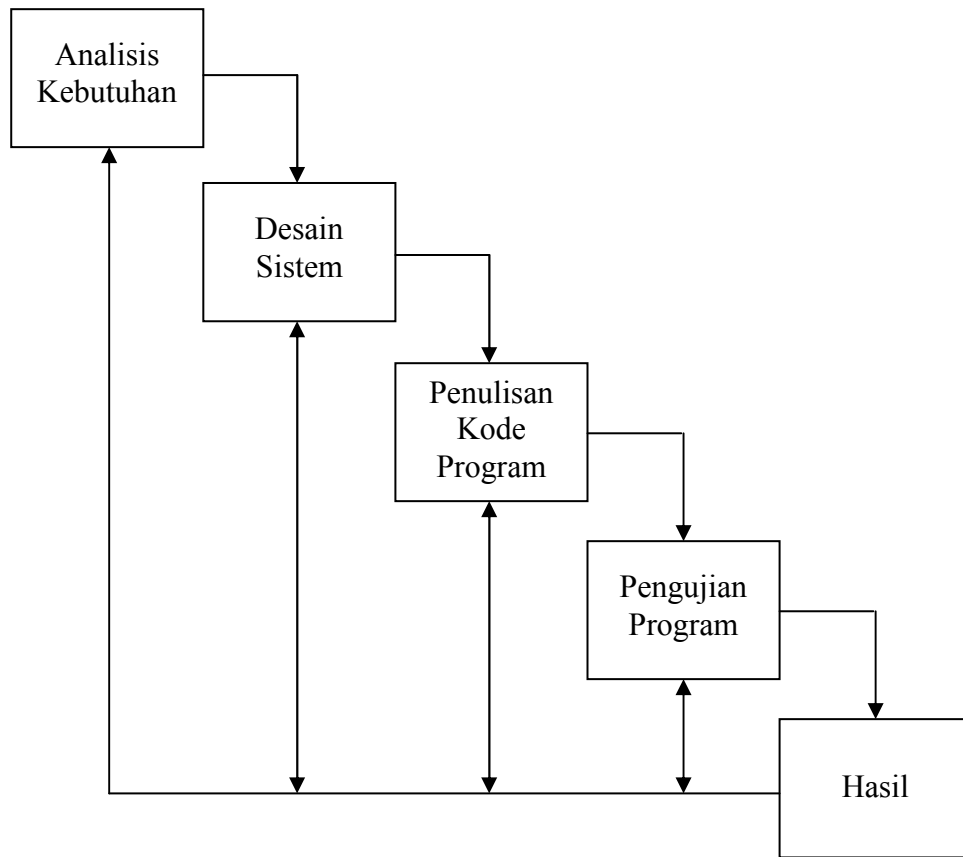 Analisis
Kebutuhan
Desain
Sistem
Penulisan
Kode
Program
Pengujian
Program
Hasil